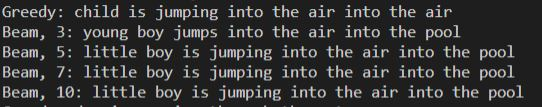 Greedy: child is jumping into the air into the air
Beam, 3: young boy jumps into the air into the pool
Beam, 5: little boy is jumping into the air into the pool
Beam, 7: little boy is jumping into the air into the pool
Beam, 10: little boy is jumping into the air into the pool